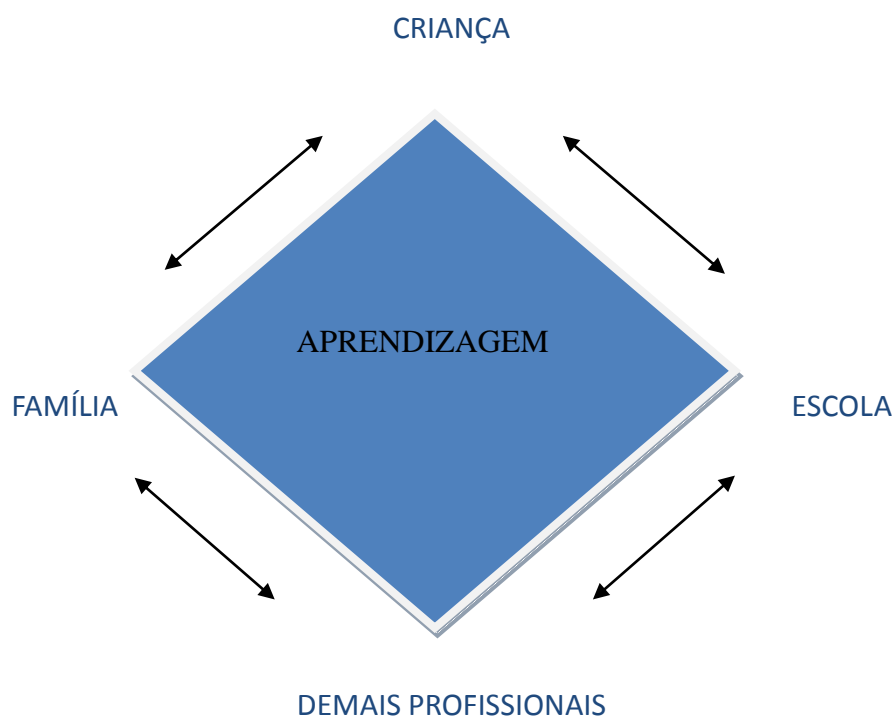 CRIANÇA
APRENDIZAGEM
FAMÍLIA
ESCOLA
DEMAIS PROFISSIONAIS